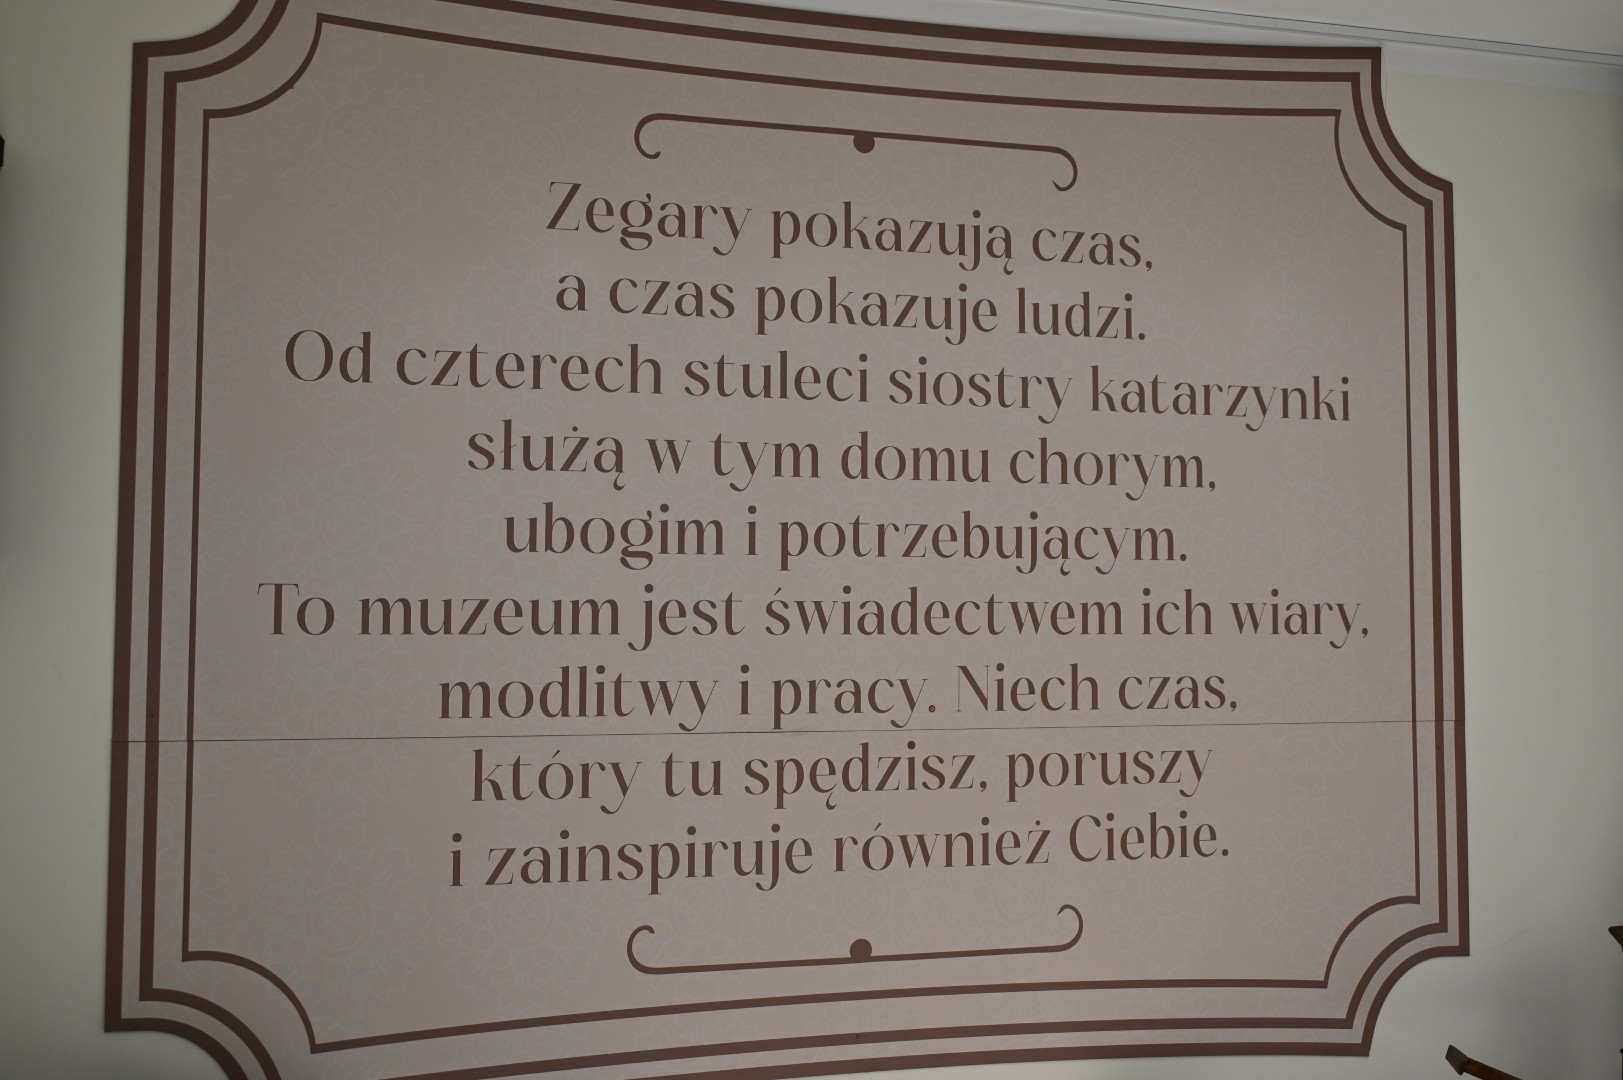 Zegary pokazują czas,
a czas pokazuje ludzi.
Od czterech stuleci siostry katarzynki
służą w tym domu chorym,
ubogim i potrzebującym.
To muzeum jest świadectwem ich wiary,
modlitwy i pracy. Niech czas,
który tu spędzisz, poruszy
i zainspiruje również Ciebie.